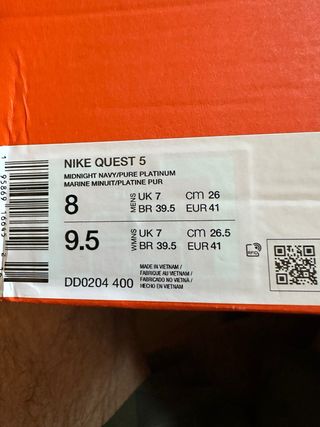 NIKE QUEST 5
MIDNIGHT NAVY/PURE PLATINUM
MARINE MINUIT/PLATINE PUR
8 MENS UK 7 CM 26
BR 39.5 EUR 41
9.5 WMNS UK 7 CM 26.5
BR 39.5 EUR 41
DD0204 400
MADE IN VIETNAM /
FABRIQUE AU VIETNAM /
FABRICADO NO VIETNÃ /
HECHO EN VIETNAM
RFID